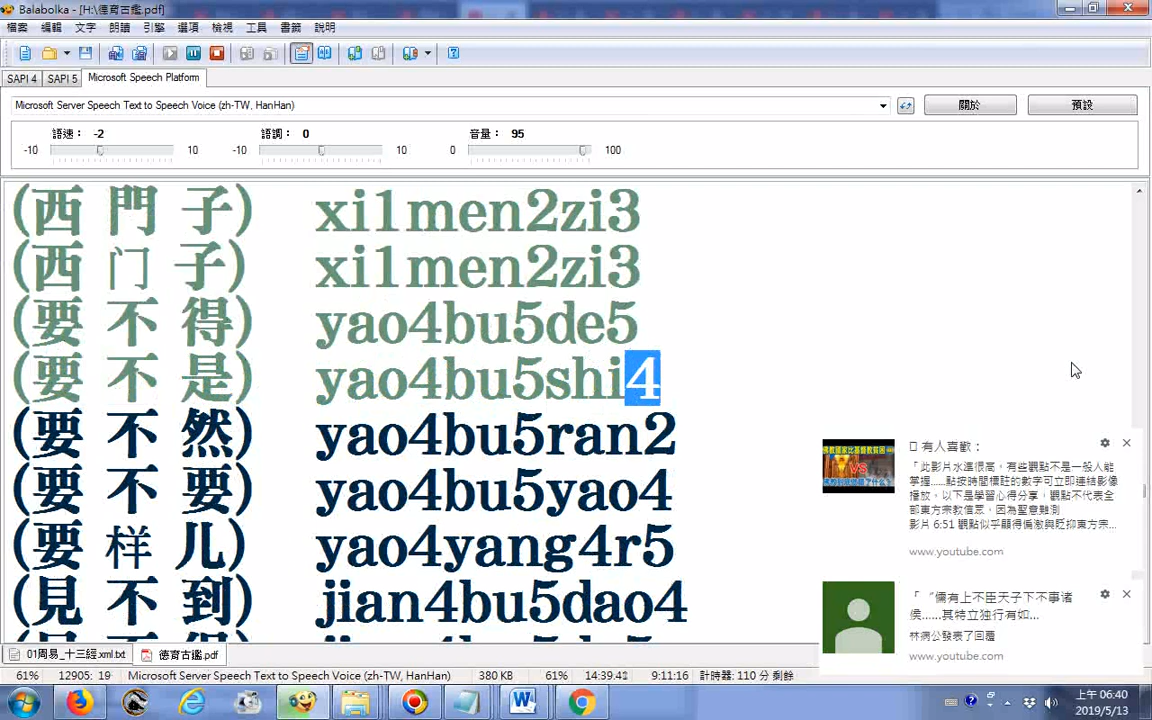 Balabolka - [H:\德育古鑑.pdf]
檔案 編輯 文字 朗讀 引擎 選項 檢視 工具 書籤 說明
SAPI 4 SAPI 5 Microsoft Speech Platform
Microsoft Server Speech Text to Speech Voice (zh-TW, HanHan) 關於 預設
語速： -2 語調： 0 音量： 95
-10 10 -10 10 0 100
(西 門 子) xi1men2zi3
(西 门 子) xi1men2zi3
(要 不 得) yao4bu5de5
(要 不 是) yao4bu5shi4
(要 不 然) yao4bu5ran2
(要 不 要) yao4bu5yao4
(要 样 儿) yao4yang4r5
(見 不 到) jian4bu5dao4
有人喜歡：
「此影片水準很高，有些觀點不是一般人能
掌握......點按時間標註的數字可立即連結影像
播放，以下是學習心得分享，觀點不代表全
部東方宗教信眾，因為聖意難測
影片 6:51 觀點似乎顯得偏激與貶抑東方宗...
www.youtube.com
「“儒有上不臣天子下不事诸
侯......其特立独行有如...
林炳公發表了回覆
www.youtube.com
01周易_十三經.xml.txt 德育古鑑.pdf
61% 12905: 19 Microsoft Server Speech Text to Speech Voice (zh-TW, HanHan) 380 KB 61% 14:39:41 9:11:16 計時器: 110 分 剩餘
上午 06:40
2019/5/13